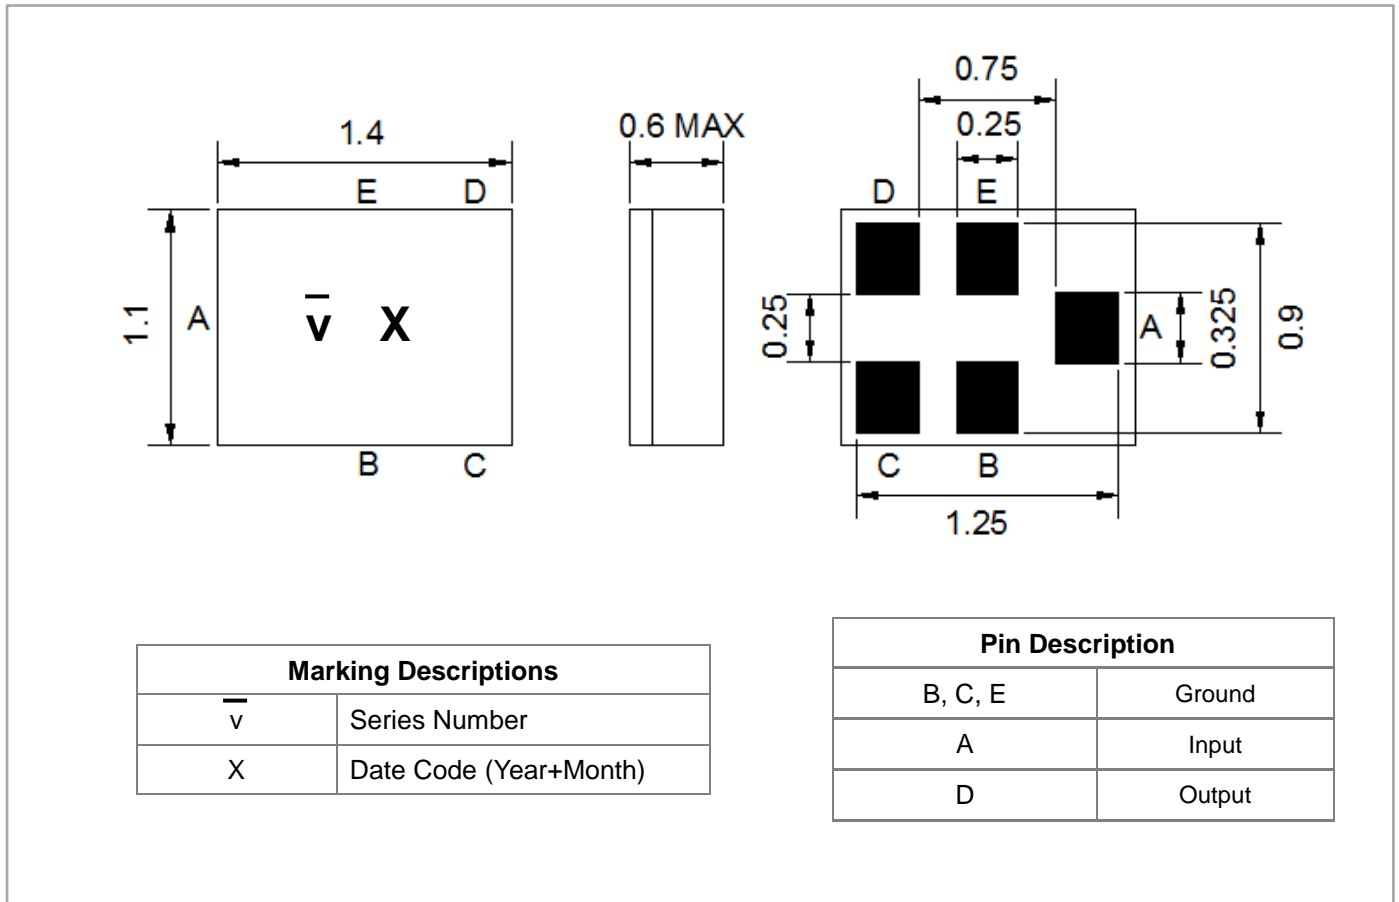 0.75
1.4
0.6 MAX
0.25
E D
D E
1.1
A
v̅ X
0.25
A
0.325
0.9
B C
C B
1.25
Marking Descriptions
v̅ Series Number
X Date Code (Year+Month)
Pin Description
B, C, E Ground
A Input
D Output